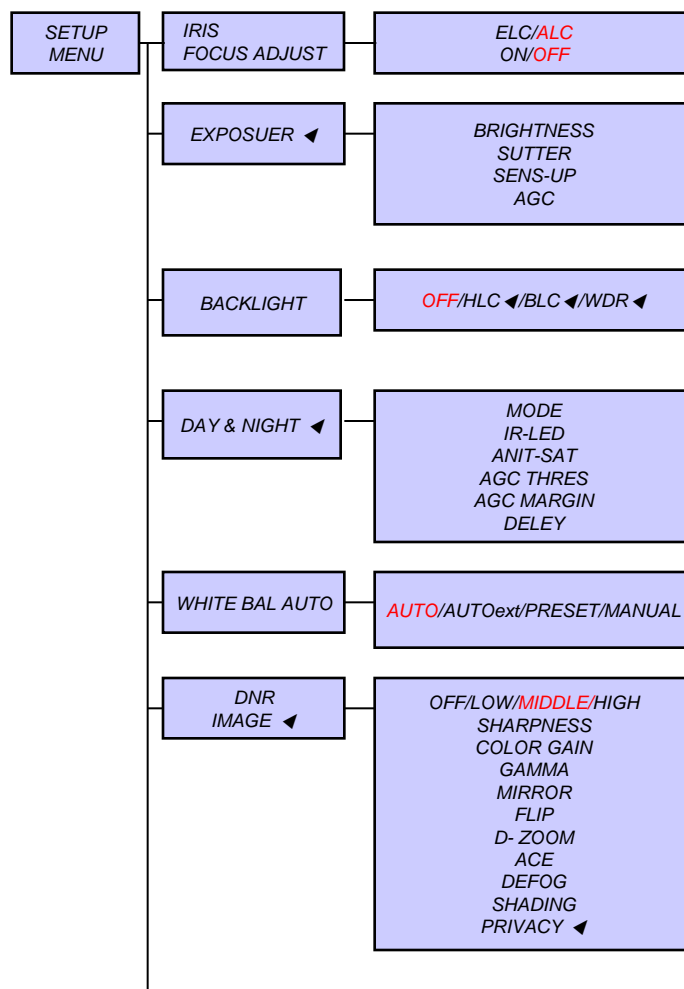 SETUP
MENU
IRIS
FOCUS ADJUST
ELC/ALC
ON/OFF
EXPOSUER ◄
BRIGHTNESS
SUTTER
SENS-UP
AGC
BACKLIGHT
OFF/HLC◄/BLC◄/WDR◄
DAY & NIGHT ◄
MODE
IR-LED
ANIT-SAT
AGC THRES
AGC MARGIN
DELEY
WHITE BAL AUTO
AUTO/AUTOext/PRESET/MANUAL
DNR
IMAGE ◄
OFF/LOW/MIDDLE/HIGH
SHARPNESS
COLOR GAIN
GAMMA
MIRROR
FLIP
D- ZOOM
ACE
DEFOG
SHADING
PRIVACY ◄